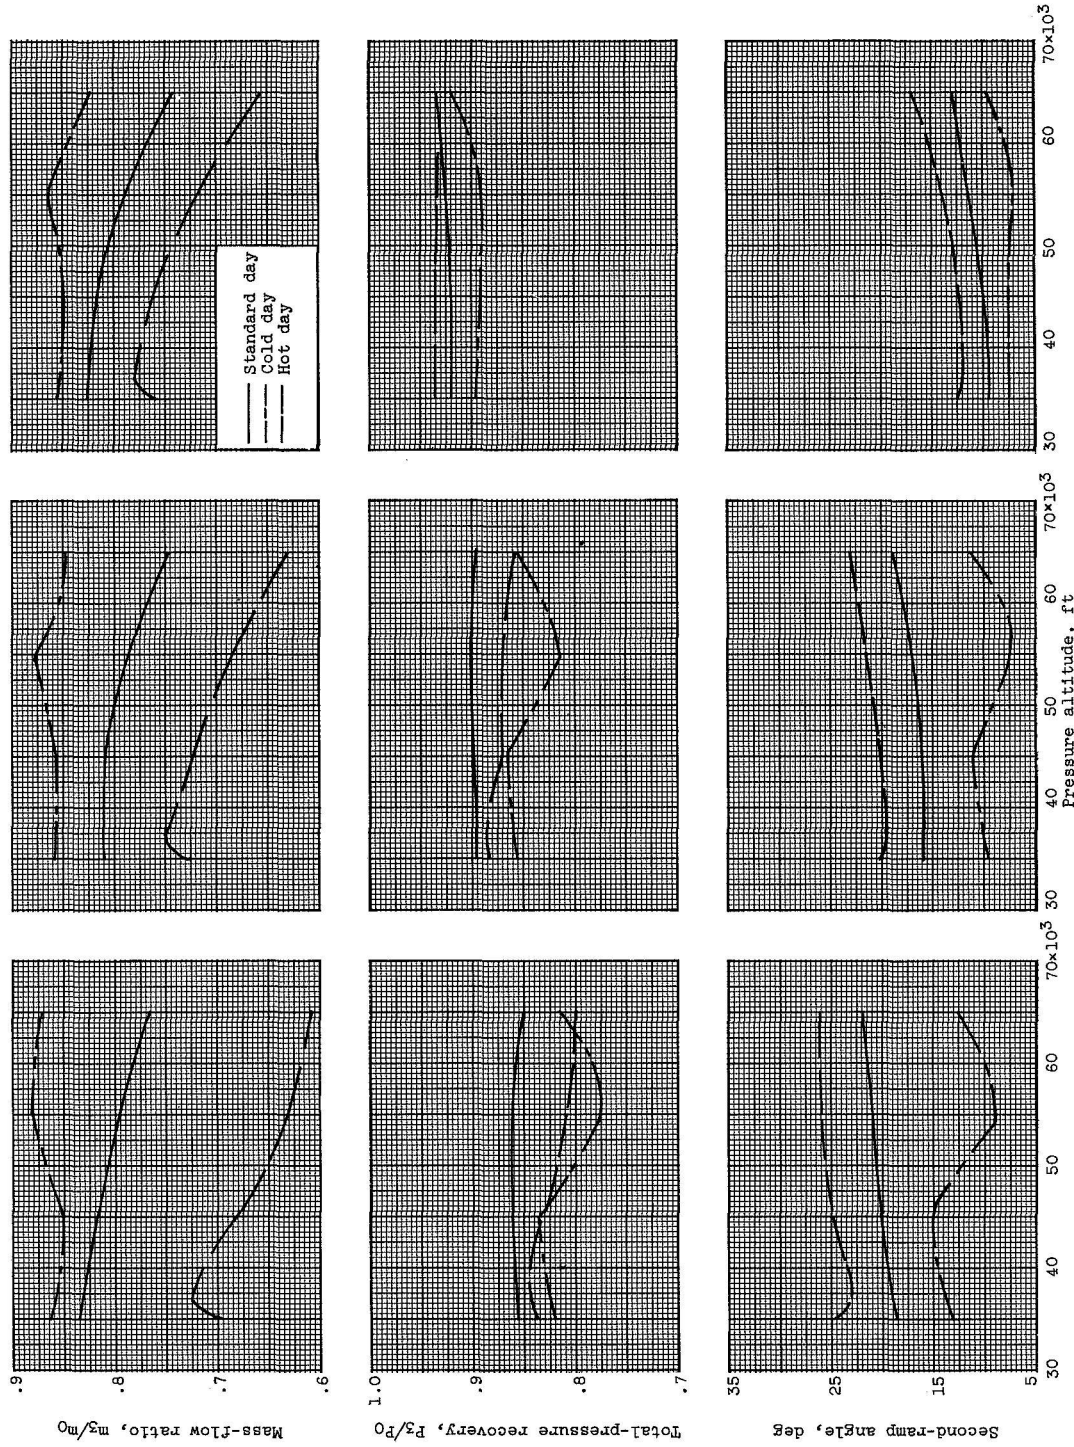 Mass-flow ratio, m3/m0
.9
.8
.7
.6
Standard day
Cold day
Hot day
Total-pressure recovery, P3/P0
1.0
.9
.8
.7
Second-ramp angle, deg
35
25
15
5
30 40 50 60 70×10³
30 40 50 60 70×10³
30 40 50 60 70×10³
Pressure altitude, ft